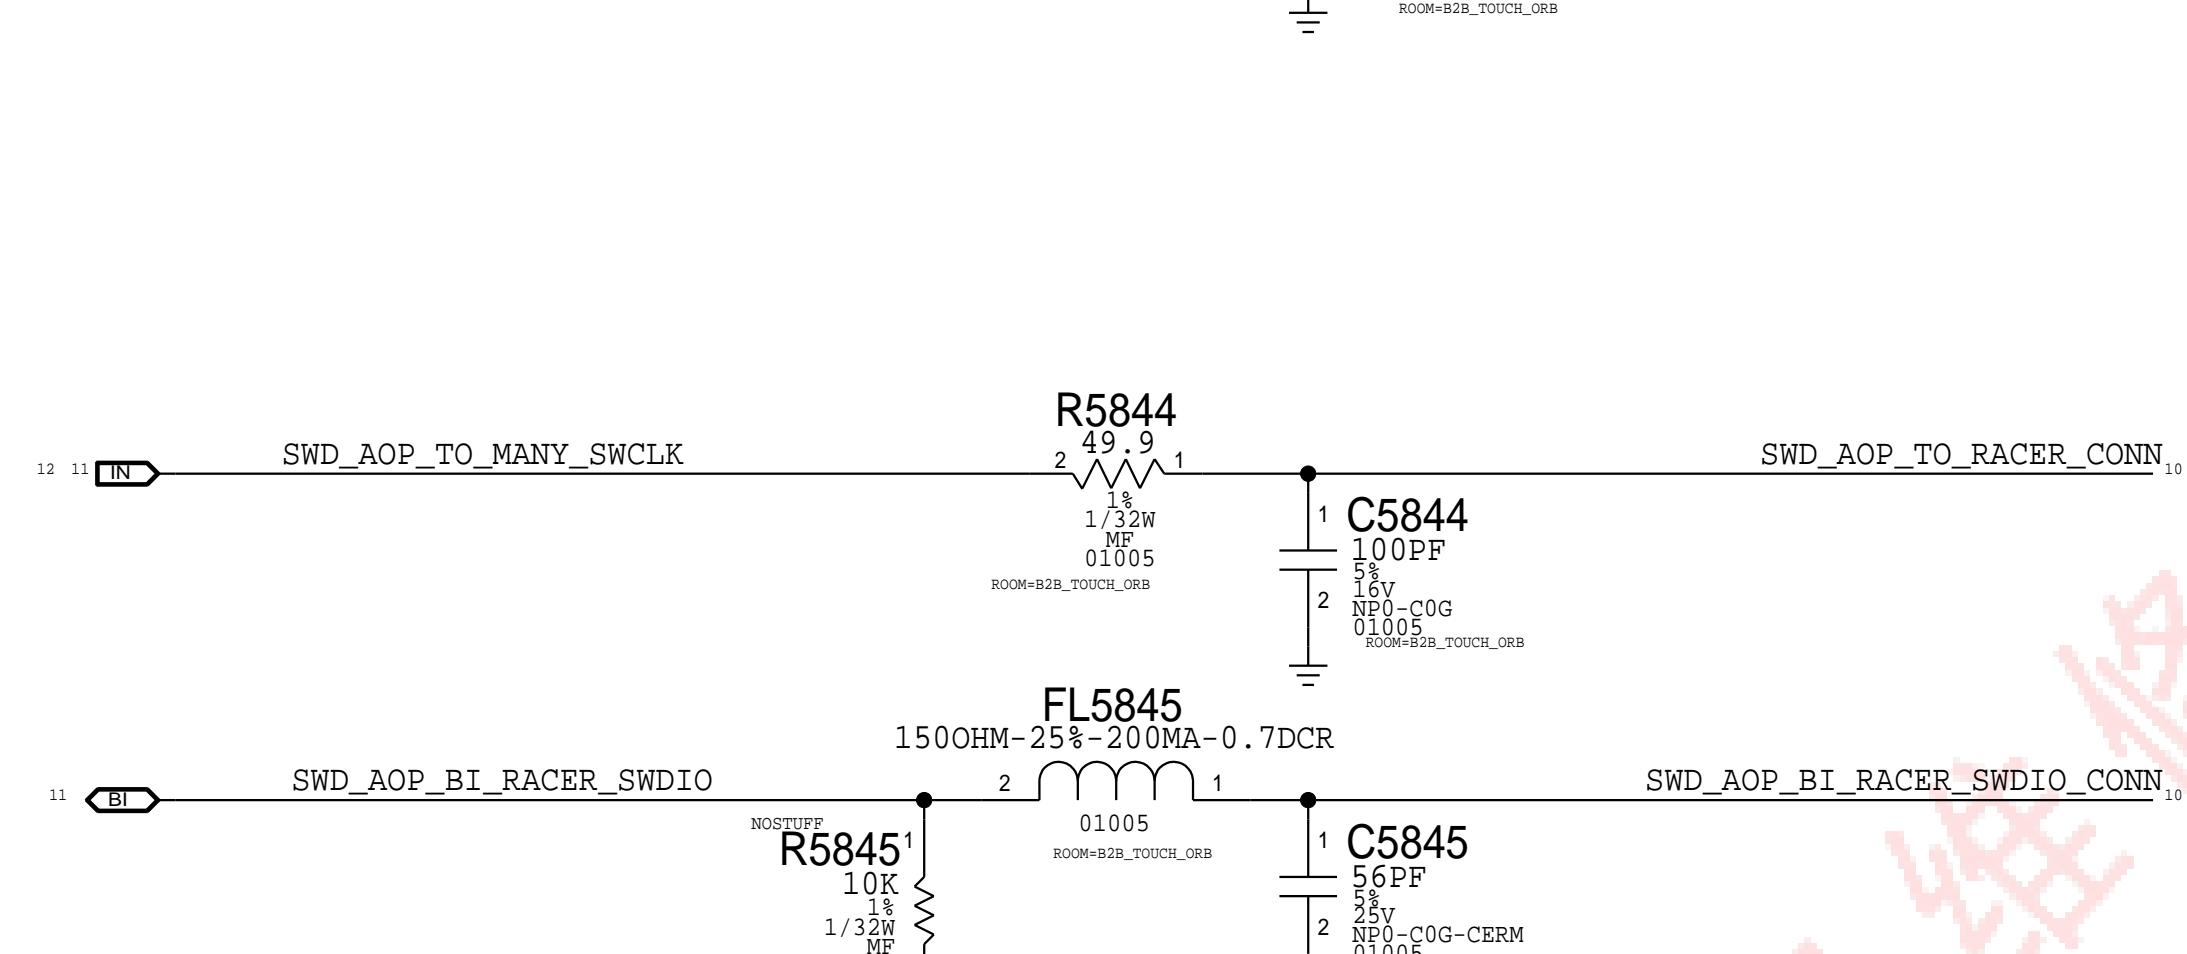 ROOM=B2B_TOUCH_ORB
R5844
49.9
12 11 IN SWD_AOP_TO_MANY_SWCLK 2 1 SWD_AOP_TO_RACER_CONN 10
1%
1/32W
MF
01005
ROOM=B2B_TOUCH_ORB
1 C5844
100PF
5%
16V
2 NP0-C0G
01005
ROOM=B2B_TOUCH_ORB
FL5845
150OHM-25%-200MA-0.7DCR
11 BI SWD_AOP_BI_RACER_SWDIO 2 1 SWD_AOP_BI_RACER_SWDIO_CONN 10
01005
ROOM=B2B_TOUCH_ORB
NOSTUFF
R5845 1
10K
1%
1/32W
MF
1 C5845
56PF
5%
25V
2 NP0-C0G-CERM
01005